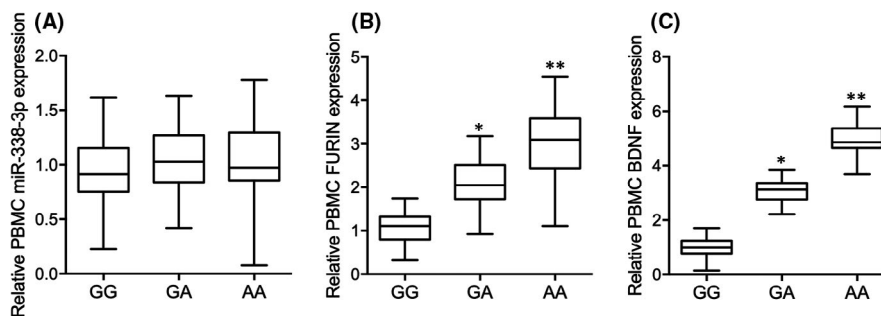 (A)
Relative PBMC miR-338-3p expression
2.0
1.5
1.0
0.5
0.0
GG GA AA
(B)
Relative PBMC FURIN expression
5
4
3
2
1
0
*
**
GG GA AA
(C)
Relative PBMC BDNF expression
8
6
4
2
0
*
**
GG GA AA